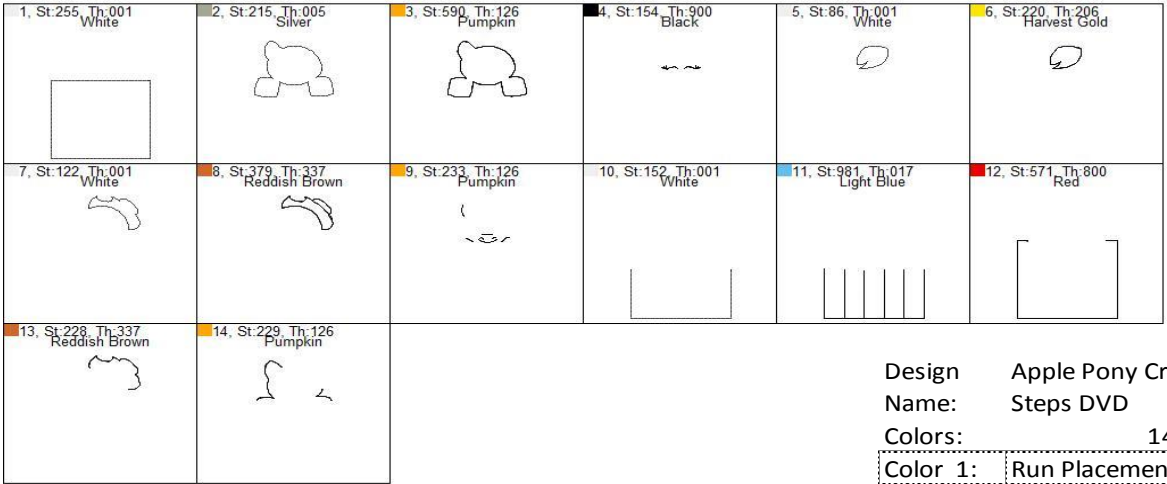 1, St:255, Th:001
White
2, St:215, Th:005
Silver
3, St:590, Th:126
Pumpkin
4, St:154, Th:900
Black
5, St:86, Th:001
White
6, St:220, Th:206
Harvest Gold
7, St:122, Th:001
White
8, St:379, Th:337
Reddish Brown
9, St:233, Th:126
Pumpkin
10, St:152, Th:001
White
11, St:981, Th:017
Light Blue
12, St:571, Th:800
Red
13, St:228, Th:337
Reddish Brown
14, St:229, Th:126
Pumpkin
Design Apple Pony Cr
Name: Steps DVD
Colors: 14
Color 1: Run Placemen